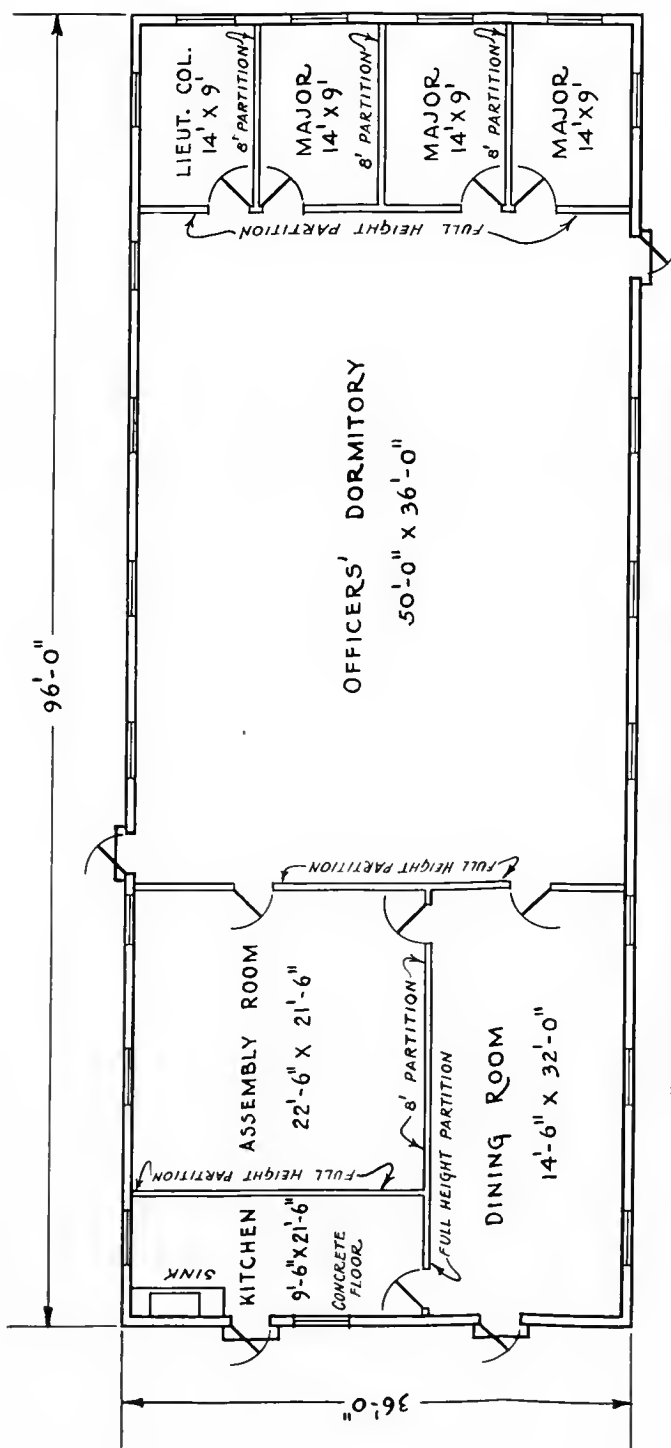 96'-0"
36'-0"
SINK
KITCHEN
9'-6" X 21'-6"
CONCRETE
FLOOR
FULL HEIGHT PARTITION
ASSEMBLY ROOM
22'-6" X 21'-6"
8' PARTITION
FULL HEIGHT PARTITION
DINING ROOM
14'-6" X 32'-0"
FULL HEIGHT PARTITION
OFFICERS' DORMITORY
50'-0" X 36'-0"
FULL HEIGHT PARTITION
LIEUT. COL.
14' X 9'
8' PARTITION
MAJOR
14' X 9'
8' PARTITION
MAJOR
14' X 9'
8' PARTITION
MAJOR
14' X 9'